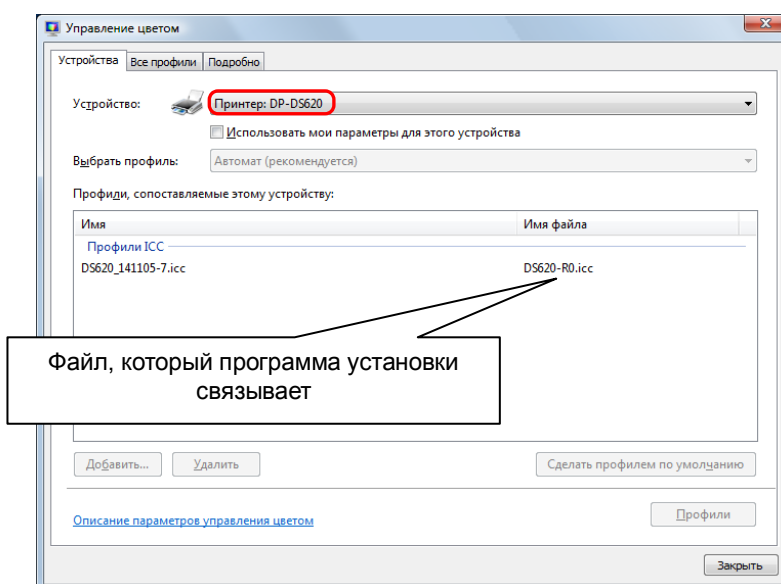 Управление цветом
Устройства Все профили Подробно
Устройство: Принтер: DP-DS620
Использовать мои параметры для этого устройства
Выбрать профиль: Автомат (рекомендуется)
Профили, сопоставляемые этому устройству:
Имя Имя файла
Профили ICC
DS620_141105-7.icc DS620-R0.icc
Файл, который программа установки
связывает
Добавить... Удалить Сделать профилем по умолчанию
Описание параметров управления цветом Профили
Закрыть